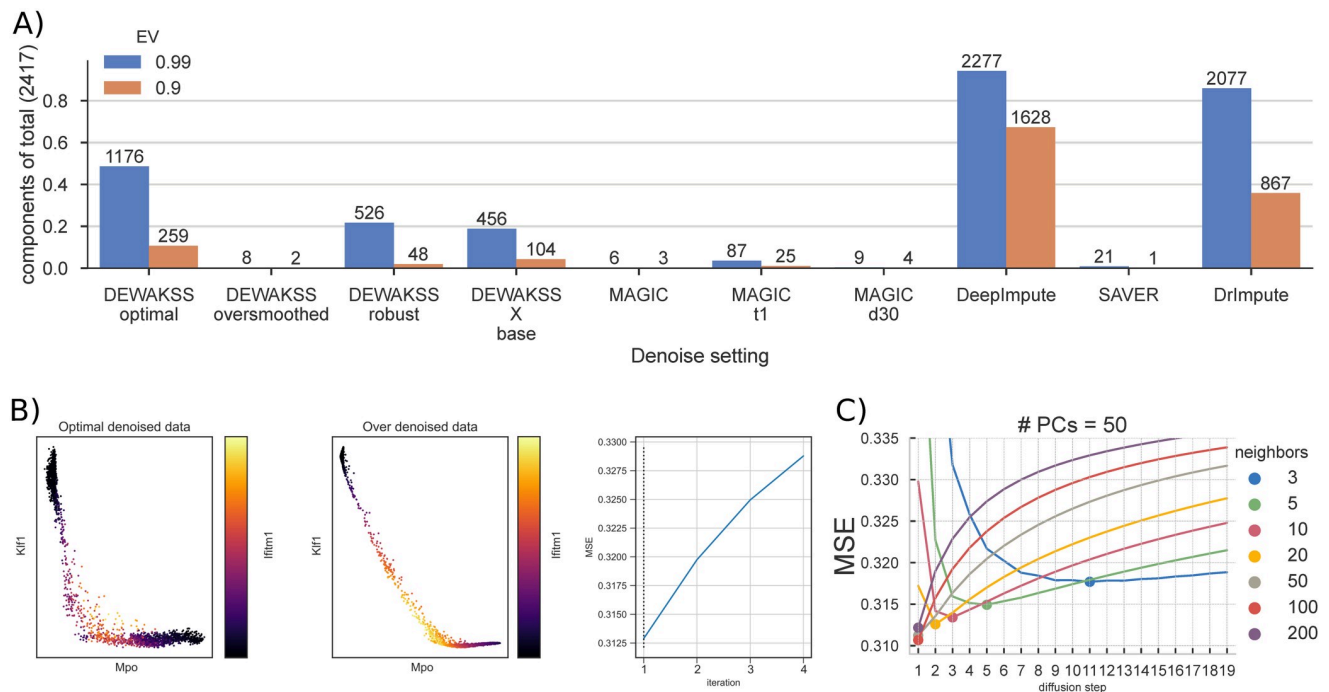 A)
EV
0.99
0.9
components of total (2417)
0.8
0.6
0.4
0.2
0.0
1176
259
8
2
526
48
456
104
6
3
87
25
9
4
2277
1628
21
1
2077
867
DEWAKSS
optimal
DEWAKSS
oversmoothed
DEWAKSS
robust
DEWAKSS
X
base
MAGIC
MAGIC
t1
MAGIC
d30
DeepImpute
SAVER
DrImpute
Denoise setting
B)
Optimal denoised data
Klf1
Mpo
Ifitm1
Over denoised data
Klf1
Mpo
Ifitm1
0.3300
0.3275
0.3250
0.3200
0.3175
0.3150
0.3125
MSE
1
2
3
4
iteration
C)
# PCs = 50
MSE
0.335
0.330
0.325
0.320
0.315
0.310
1 2 3 4 5 6 7 8 9 10 11 12 13 14 15 16 17 18 19
diffusion step
neighbors
3
5
10
20
50
100
200